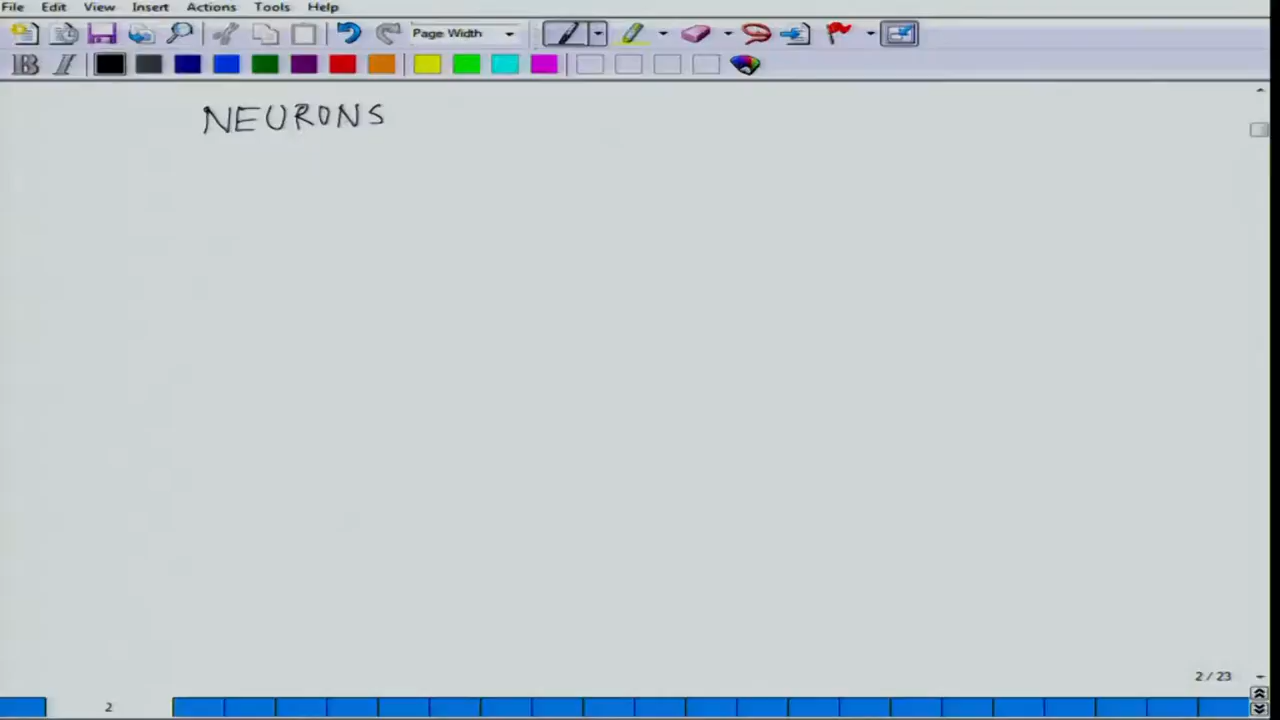 File Edit View Insert Actions Tools Help
Page Width
B I
NEURONS
2 / 23
2